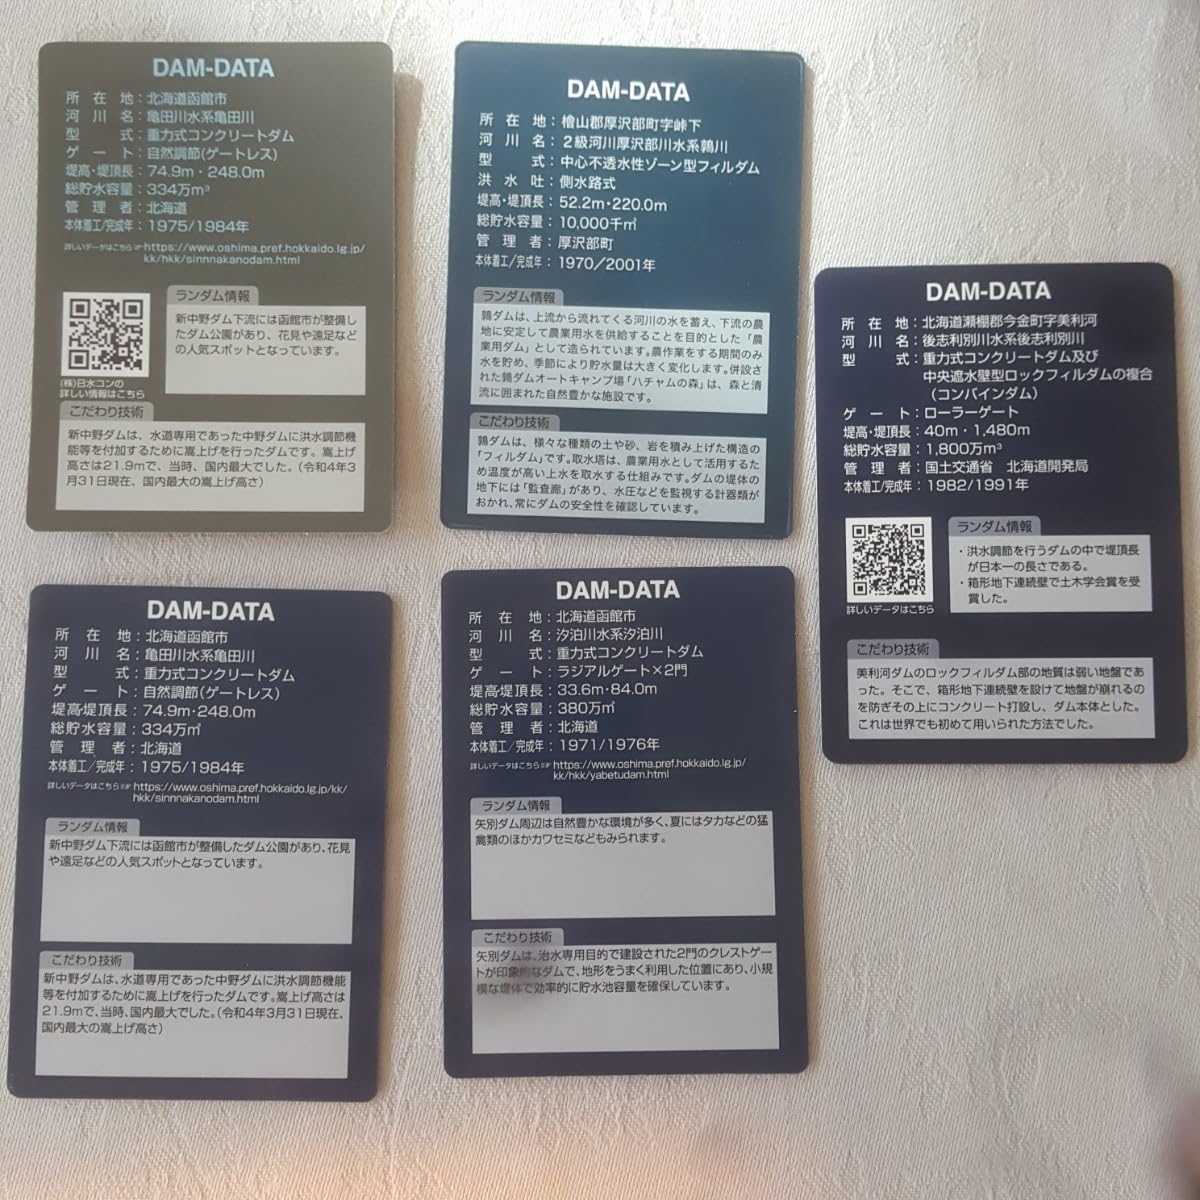 DAM-DATA
所在地：北海道函館市
河川名：亀田川水系亀田川
型式：重力式コンクリートダム
ゲート：自然調節(ゲートレス)
堤高・堤頂長：74.9m・248.0m
総貯水容量：334万m³
管理者：北海道
本体着工/完成年：1975/1984年
詳しいデータはこちら☞https://www.oshima.pref.hokkaido.lg.jp/
kk/hkk/sinnnakanodam.html
(株)日水コンの
詳しい情報はこちら
ランダム情報
新中野ダム下流には函館市が整備し
たダム公園があり、花見や遠足など
の人気スポットとなっています。
こだわり技術
新中野ダムは、水道専用であった中野ダムに洪水調節機
能等を付加するために嵩上げを行ったダムです。嵩上げ
高さは21.9mで、当時、国内最大でした。(令和4年3
月31日現在、国内最大の嵩上げ高さ)
DAM-DATA
所在地：檜山郡厚沢部町字峠下
河川名：２級河川厚沢部川水系鶉川
型式：中心不透水性ゾーン型フィルダム
洪水吐：側水路式
堤高・堤頂長：52.2m・220.0m
総貯水容量：10,000千㎥
管理者：厚沢部町
本体着工/完成年：1970／2001年
ランダム情報
鶉ダムは、上流から流れてくる河川の水を蓄え、下流の農
地に安定して農業用水を供給することを目的とした「農
業用ダム」として造られています。農作業をする期間のみ
水を貯め、季節により貯水量は大きく変化します。併設さ
れた鶉ダムオートキャンプ場「ハチャムの森」は、森と清
流に囲まれた自然豊かな施設です。
こだわり技術
鶉ダムは、様々な種類の土や砂、岩を積み上げた構造の
「フィルダム」です。取水塔は、農業用水として活用するた
め温度が高い上水を取水する仕組みです。ダムの堤体の
地下には「監査廊」があり、水圧などを監視する計器類が
おかれ、常にダムの安全性を確認しています。
DAM-DATA
所在地：北海道瀬棚郡今金町字美利河
河川名：後志利別川水系後志利別川
型式：重力式コンクリートダム及び
中央遮水壁型ロックフィルダムの複合
（コンバインダム）
ゲート：ローラーゲート
堤高・堤頂長：40m・1,480m
総貯水容量：1,800万m³
管理者：国土交通省　北海道開発局
本体着工/完成年：1982/1991年
詳しいデータはこちら
ランダム情報
・洪水調節を行うダムの中で堤頂長
が日本一の長さである。
・箱形地下連続壁で土木学会賞を受
賞した。
こだわり技術
美利河ダムのロックフィルダム部の地質は弱い地盤であ
った。そこで、箱形地下連続壁を設けて地盤が崩れるの
を防ぎその上にコンクリート打設し、ダム本体とした。
これは世界でも初めて用いられた方法でした。
DAM-DATA
所在地：北海道函館市
河川名：亀田川水系亀田川
型式：重力式コンクリートダム
ゲート：自然調節(ゲートレス)
堤高・堤頂長：74.9m・248.0m
総貯水容量：334万㎥
管理者：北海道
本体着工/完成年：1975/1984年
詳しいデータはこちら☞https://www.oshima.pref.hokkaido.lg.jp/kk/
hkk/sinnnakanodam.html
ランダム情報
新中野ダム下流には函館市が整備したダム公園があり、花見
や遠足などの人気スポットとなっています。
こだわり技術
新中野ダムは、水道専用であった中野ダムに洪水調節機能
等を付加するために嵩上げを行ったダムです。嵩上げ高さは
21.9mで、当時、国内最大でした。(令和4年3月31日現在、
国内最大の嵩上げ高さ)
DAM-DATA
所在地：北海道函館市
河川名：汐泊川水系汐泊川
型式：重力式コンクリートダム
ゲート：ラジアルゲート×2門
堤高・堤頂長：33.6m・84.0m
総貯水容量：380万㎥
管理者：北海道
本体着工/完成年：1971/1976年
詳しいデータはこちら☞https://www.oshima.pref.hokkaido.lg.jp/
kk/hkk/yabetudam.html
ランダム情報
矢別ダム周辺は自然豊かな環境が多く、夏にはタカなどの猛
禽類のほかカワセミなどもみられます。
こだわり技術
矢別ダムは、治水専用目的で建設された2門のクレストゲー
トが印象的なダムで、地形をうまく利用した位置にあり、小規
模な堤体で効率的に貯水池容量を確保しています。